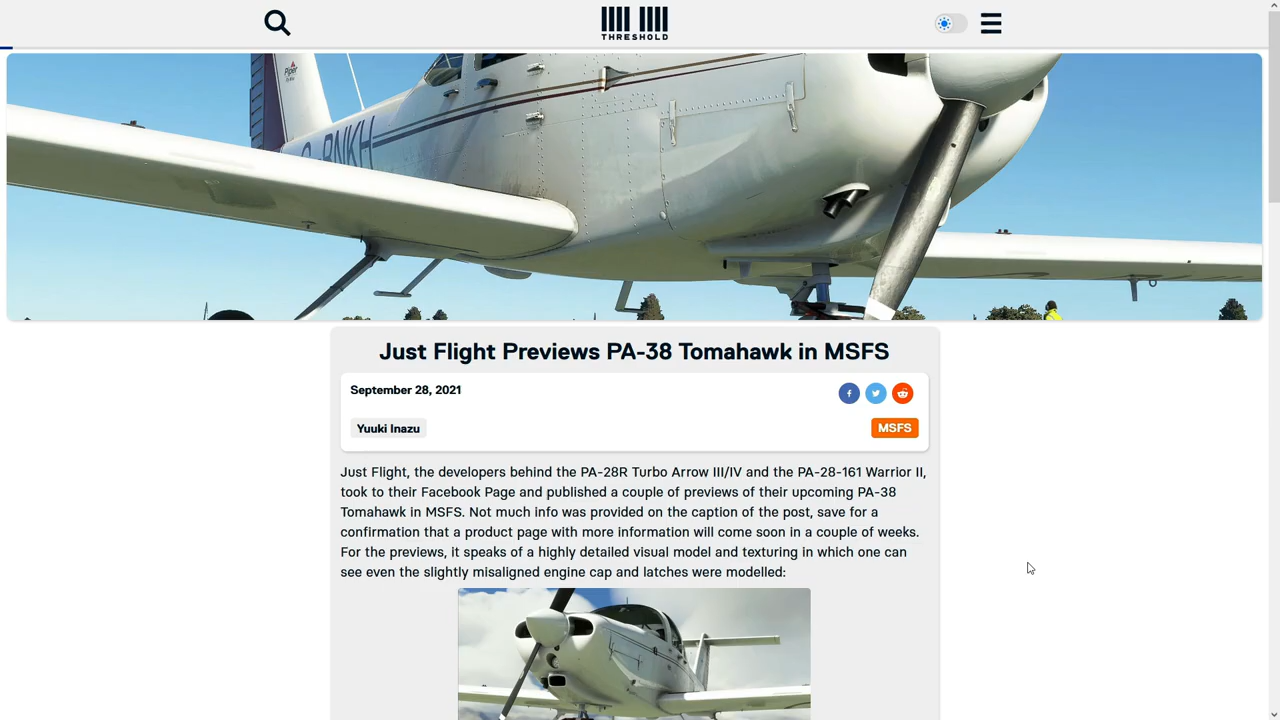 THRESHOLD
Piper
G-BNKH
Just Flight Previews PA-38 Tomahawk in MSFS
September 28, 2021
Yuuki Inazu
MSFS
Just Flight, the developers behind the PA-28R Turbo Arrow III/IV and the PA-28-161 Warrior II,
took to their Facebook Page and published a couple of previews of their upcoming PA-38
Tomahawk in MSFS. Not much info was provided on the caption of the post, save for a
confirmation that a product page with more information will come soon in a couple of weeks.
For the previews, it speaks of a highly detailed visual model and texturing in which one can
see even the slightly misaligned engine cap and latches were modelled: